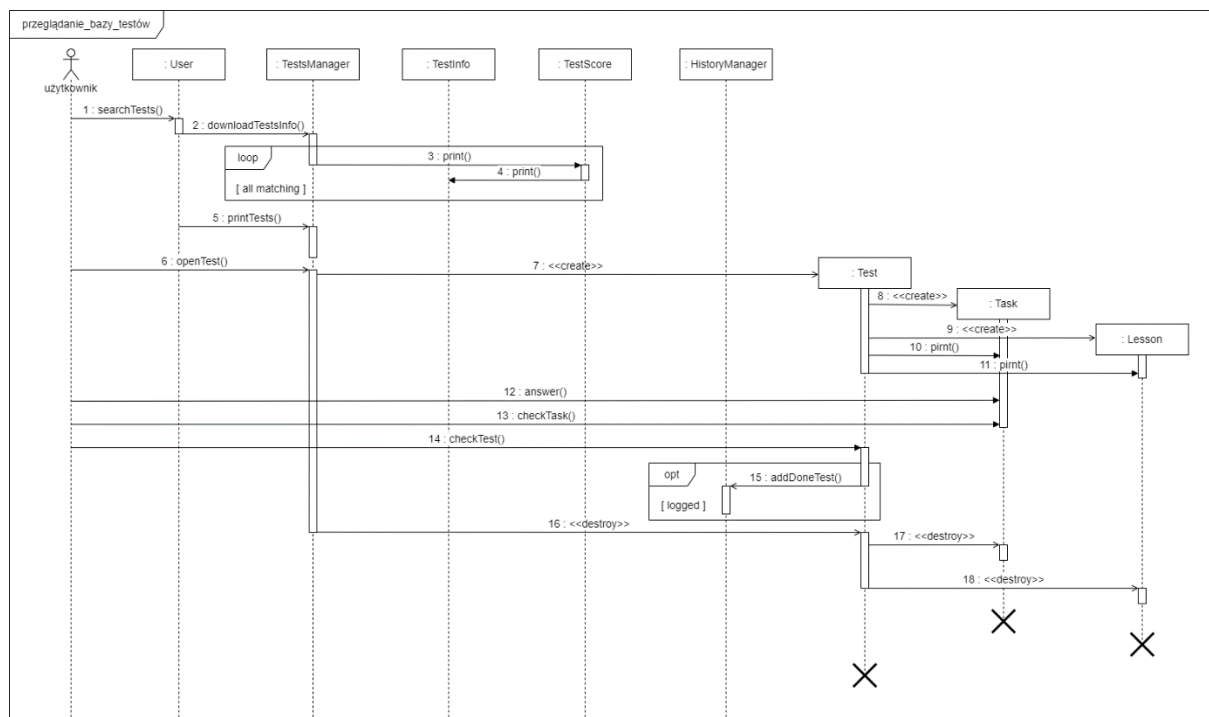 przeglądanie_bazy_testów
użytkownik
: User
: TestsManager
: TestInfo
: TestScore
: HistoryManager
1 : searchTests()
2 : downloadTestsInfo()
loop
3 : print()
4 : print()
[ all matching ]
5 : printTests()
6 : openTest()
7 : <<create>>
: Test
8 : <<create>>
: Task
9 : <<create>>
: Lesson
10 : pirnt()
11 : pirnt()
12 : answer()
13 : checkTask()
14 : checkTest()
opt
15 : addDoneTest()
[ logged ]
16 : <<destroy>>
17 : <<destroy>>
18 : <<destroy>>